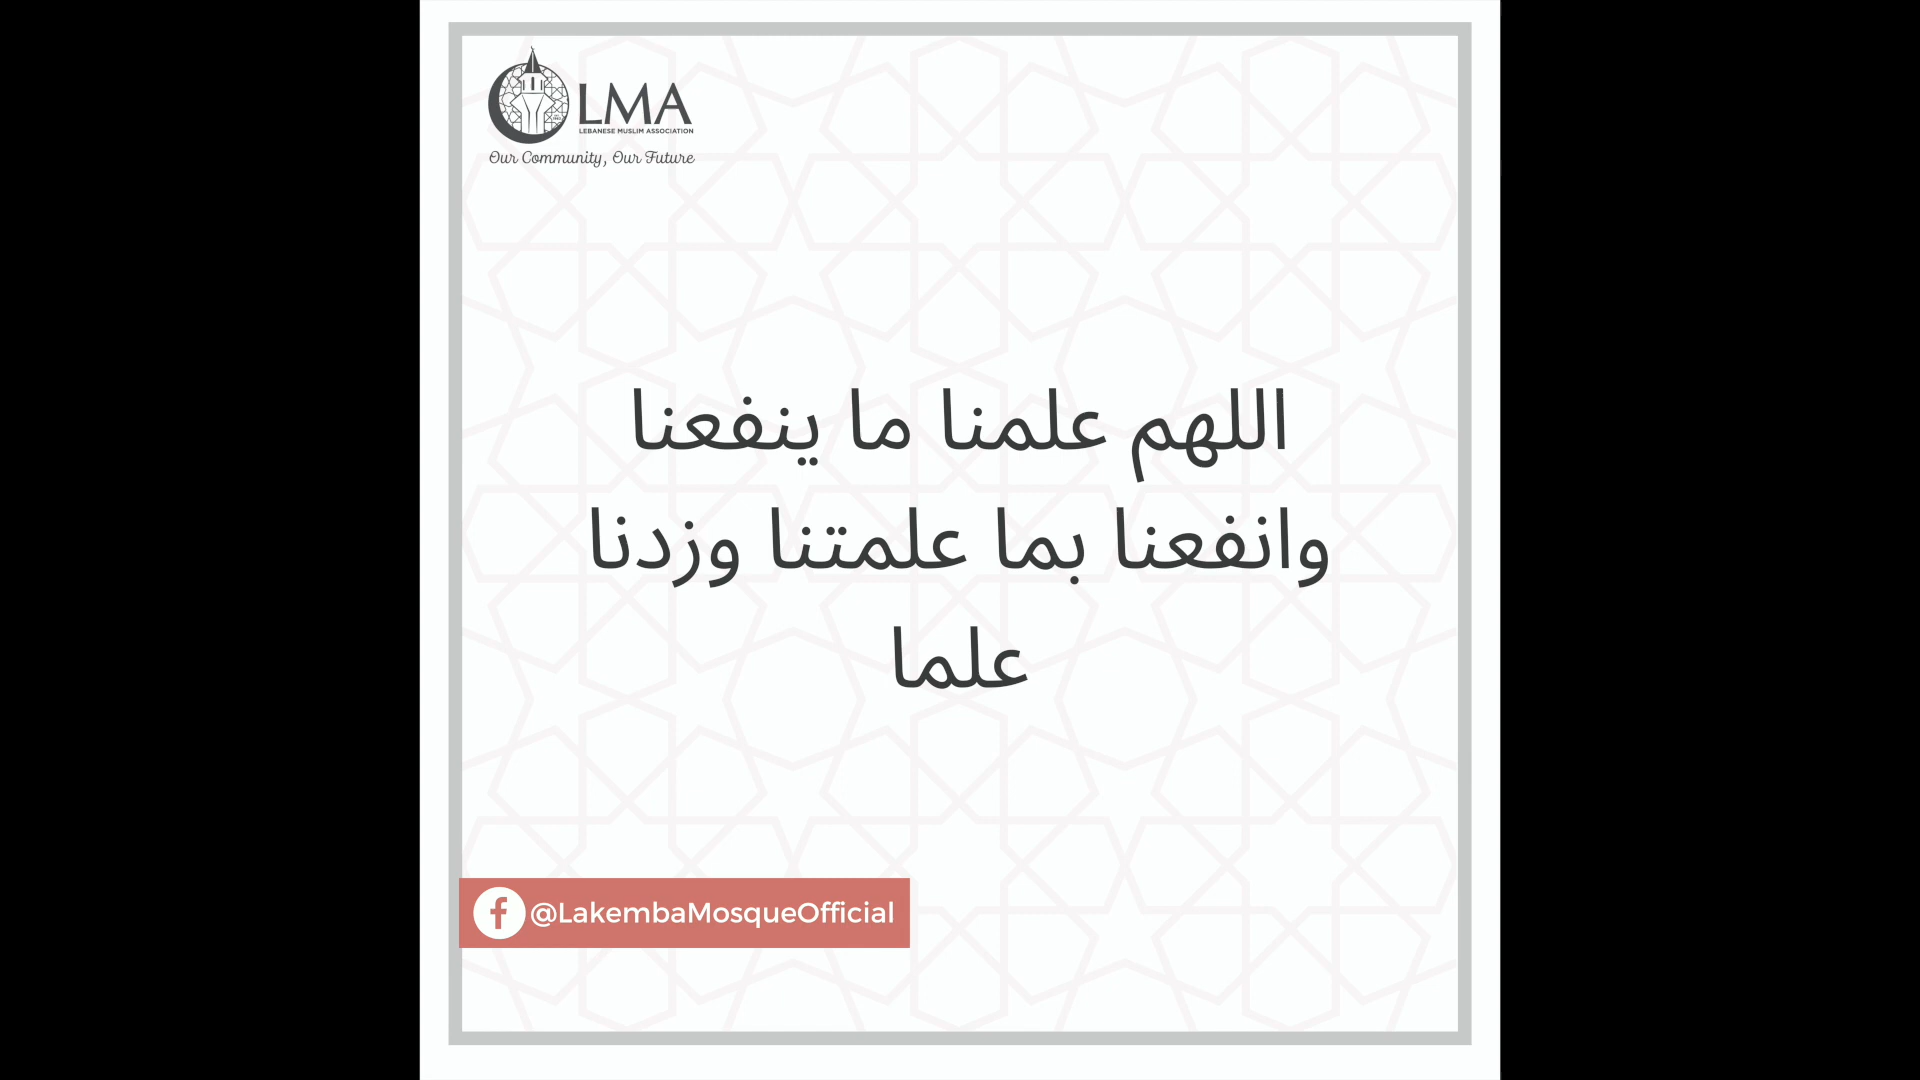 LMA
LEBANESE MUSLIM ASSOCIATION
Our Community, Our Future
اللهم علمنا ما ينفعنا
وانفعنا بما علمتنا وزدنا
علما
@LakembaMosqueOfficial